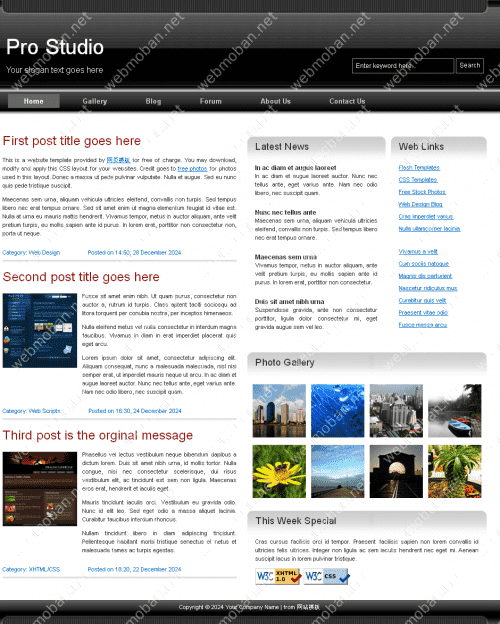 Pro Studio
Your slogan text goes here
Enter keyword here..
Search
Home
Gallery
Blog
Forum
About Us
Contact Us
First post title goes here
This is a website template provided by 网页模板 for free of charge. You may download,
modify and apply this CSS layout for your websites. Credit goes to free photos for photos
used in this layout. Donec a massa ut pede pulvinar vulputate. Nulla et augue. Sed eu nunc
quis pede tristique suscipit.
Maecenas sem urna, aliquam vehicula ultricies eleifend, convallis non turpis. Sed tempus
libero nec erat tempus ornare. Sed sit amet enim ut magna elementum feugiat id vitae est.
Nulla at urna eu mauris mattis hendrerit. Vivamus tempor, metus in auctor aliquam, ante velit
pretium turpis, eu mollis sapien ante id purus. In lorem erat, porttitor non consectetur non,
porta ut neque.
Category: Web Design
Posted on 14:50, 28 December 2024
Second post title goes here
Fusce sit amet enim nibh. Ut quam purus, consectetur non
auctor a, rutrum id turpis. Class aptent taciti sociosqu ad
litora torquent per conubia nostra, per inceptos himenaeos.
Nulla eleifend metus vel nulla consectetur in interdum magna
faucibus. Vivamus in diam in erat imperdiet placerat quis
eget arcu.
Lorem ipsum dolor sit amet, consectetur adipiscing elit.
Aliquam consequat, nunc a malesuada malesuada, nisl nisi
semper erat, ut imperdiet mauris neque ut arcu. In ac diam et
augue laoreet auctor. Nunc nec tellus ante, eget varius ante.
Nam nec odio libero, nec suscipit quam.
Category: Web Scripts
Posted on 16:30, 24 December 2024
Third post is the orginal message
Phasellus vel lectus vestibulum neque bibendum dapibus a
dictum lorem. Duis sit amet nibh urna, id mollis tortor. Nulla
congue, nisi nec consectetur scelerisque, dui risus
vestibulum elit, ac tincidunt est sem non ligula. Maecenas
eros erat, hendrerit et iaculis eget.
Mauris tincidunt iaculis orci. Vestibulum eu gravida odio.
Nunc id elit leo. Sed eget odio a massa aliquet lacinia.
Curabitur faucibus interdum rhoncus.
Nullam tincidunt libero in diam adipiscing tincidunt.
Pellentesque habitant morbi tristique senectus et netus et
malesuada fames ac turpis egestas.
Category: XHTML/CSS
Posted on 16:20, 22 December 2024
Latest News
In ac diam et augue laoreet
In ac diam et augue laoreet auctor. Nunc nec
tellus ante, eget varius ante. Nam nec odio
libero, nec suscipit quam.
Nunc nec tellus ante
Maecenas sem urna, aliquam vehicula ultricies
eleifend, convallis non turpis. Sed tempus libero
nec erat tempus ornare.
Maecenas sem urna
Vivamus tempor, metus in auctor aliquam, ante
velit pretium turpis, eu mollis sapien ante id
purus. In lorem erat, porttitor non consectetur.
Duis sit amet nibh urna
Suspendisse gravida, ante non consectetur
porttitor, ligula dolor consectetur mi, eget
gravida augue sem vel leo.
Web Links
Flash Templates
CSS Templates
Free Stock Photos
Web Design Blog
Cras imperdiet varius
Nulla ullamcorper lacinia
Vivamus a velit
Cum sociis natoque
Magnis dis parturient
Nascetur ridiculus mus
Curabitur quis velit
Praesent vitae odio
Fusce massa arcu
Photo Gallery
This Week Special
Cras cursus facilisis orci id tempor. Praesent facilisis sapien non lorem convallis id
ultricies felis ultrices. Integer non ligula ac sem iaculis hendrerit nec eget mi. Aenean
suscipit lacus in lorem pulvinar tristique.
W3C XHTML 1.0
W3C css
Copyright © 2024 Your Company Name | from 网站模板
webmoban.net